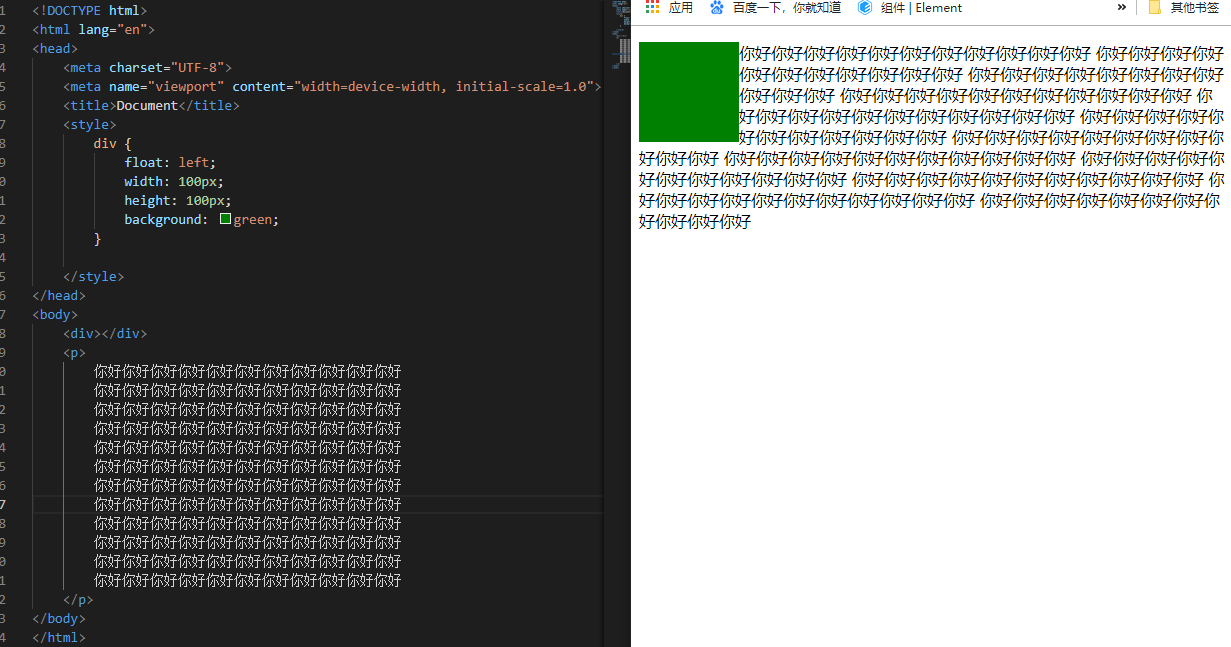 1 <!DOCTYPE html>
2 <html lang="en">
3 <head>
4 <meta charset="UTF-8">
5 <meta name="viewport" content="width=device-width, initial-scale=1.0">
6 <title>Document</title>
7 <style>
8 div {
9 float: left;
0 width: 100px;
1 height: 100px;
2 background: green;
3 }
4
5 </style>
6 </head>
7 <body>
8 <div></div>
9 <p>
0 你好你好你好你好你好你好你好你好你好你好你好
1 你好你好你好你好你好你好你好你好你好你好你好
2 你好你好你好你好你好你好你好你好你好你好你好
3 你好你好你好你好你好你好你好你好你好你好你好
4 你好你好你好你好你好你好你好你好你好你好你好
5 你好你好你好你好你好你好你好你好你好你好你好
6 你好你好你好你好你好你好你好你好你好你好你好
7 你好你好你好你好你好你好你好你好你好你好你好
8 你好你好你好你好你好你好你好你好你好你好你好
9 你好你好你好你好你好你好你好你好你好你好你好
0 你好你好你好你好你好你好你好你好你好你好你好
1 你好你好你好你好你好你好你好你好你好你好你好
2 </p>
3 </body>
4 </html>
应用 百度一下，你就知道 组件 | Element » 其他书签
你好你好你好你好你好你好你好你好你好你好你好 你好你好你好你好
你好你好你好你好你好你好你好 你好你好你好你好你好你好你好你好
你好你好你好 你好你好你好你好你好你好你好你好你好你好你好 你
好你好你好你好你好你好你好你好你好你好你好 你好你好你好你好你
好你好你好你好你好你好你好 你好你好你好你好你好你好你好你好你
好你好你好 你好你好你好你好你好你好你好你好你好你好你好 你好你好你好你好你
好你好你好你好你好你好你好 你好你好你好你好你好你好你好你好你好你好你好 你
好你好你好你好你好你好你好你好你好你好你好 你好你好你好你好你好你好你好你
好你好你好你好